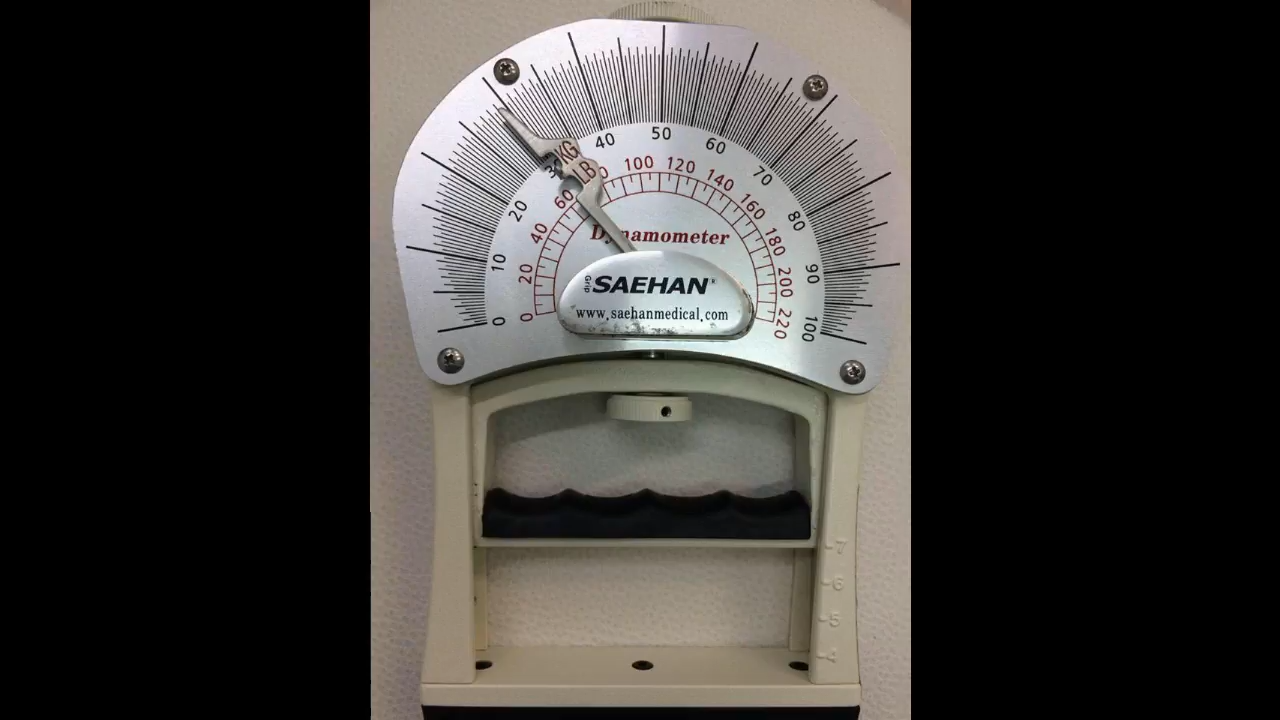 0 10 20 40 50 60 70 80 90 100
KG
LB
0 20 40 60 100 120 140 160 180 200 220
Dynamometer
Grip SAEHAN®
www.saehanmedical.com
7
6
5
4